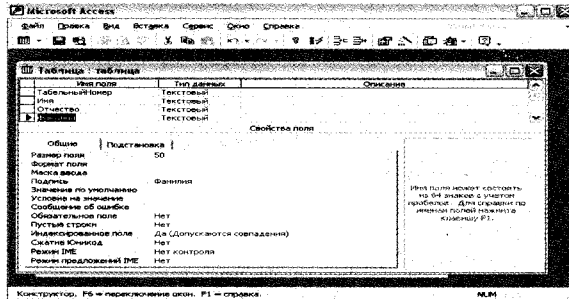 Microsoft Access
Файл Правка Вид Вставка Сервис Окно Справка
Таблица : таблица
Имя поля Тип данных Описание
ТабельныйНомер Текстовый
Имя Текстовый
Отчество Текстовый
Текстовый
Свойства поля
Общие Подстановка
Размер поля 50
Формат поля
Маска ввода
Подпись Фамилия
Значение по умолчанию
Условие на значение
Сообщение об ошибке
Обязательное поле Нет
Пустые строки Нет
Индексированное поле Да (Допускаются совпадения)
Сжатие Юникод Нет
Режим IME Нет контроля
Режим предложений IME Нет
Имя поля может состоять
из 64 знаков с учетом
пробелов. Для справки по
именам полей нажмите
клавишу F1.
Конструктор. F6 = переключение окон. F1 = справка. NUM